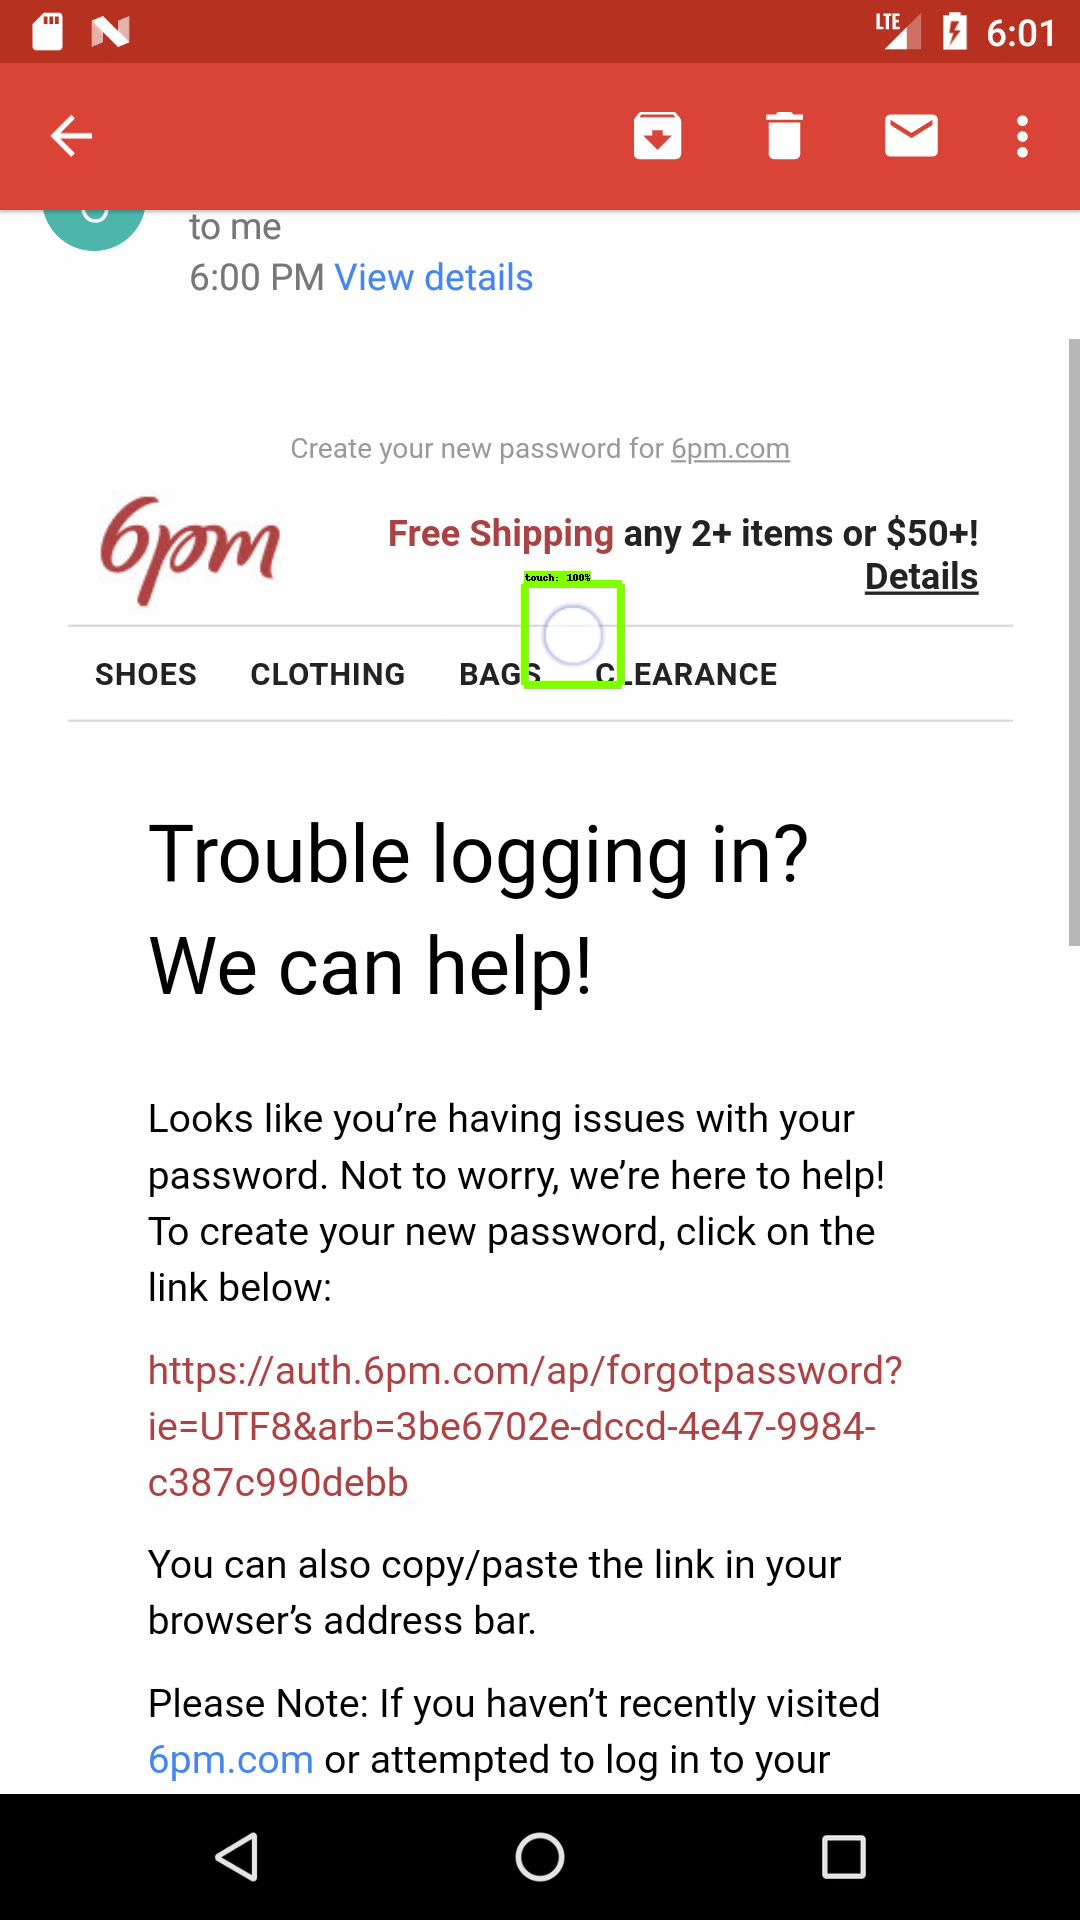 LTE 6:01
to me
6:00 PM View details
Create your new password for 6pm.com
6pm
Free Shipping any 2+ items or $50+!
Details
touch: 100%
SHOES CLOTHING BAGS CLEARANCE
Trouble logging in?
We can help!
Looks like you’re having issues with your
password. Not to worry, we’re here to help!
To create your new password, click on the
link below:
https://auth.6pm.com/ap/forgotpassword?
ie=UTF8&arb=3be6702e-dccd-4e47-9984-
c387c990debb
You can also copy/paste the link in your
browser’s address bar.
Please Note: If you haven’t recently visited
6pm.com or attempted to log in to your